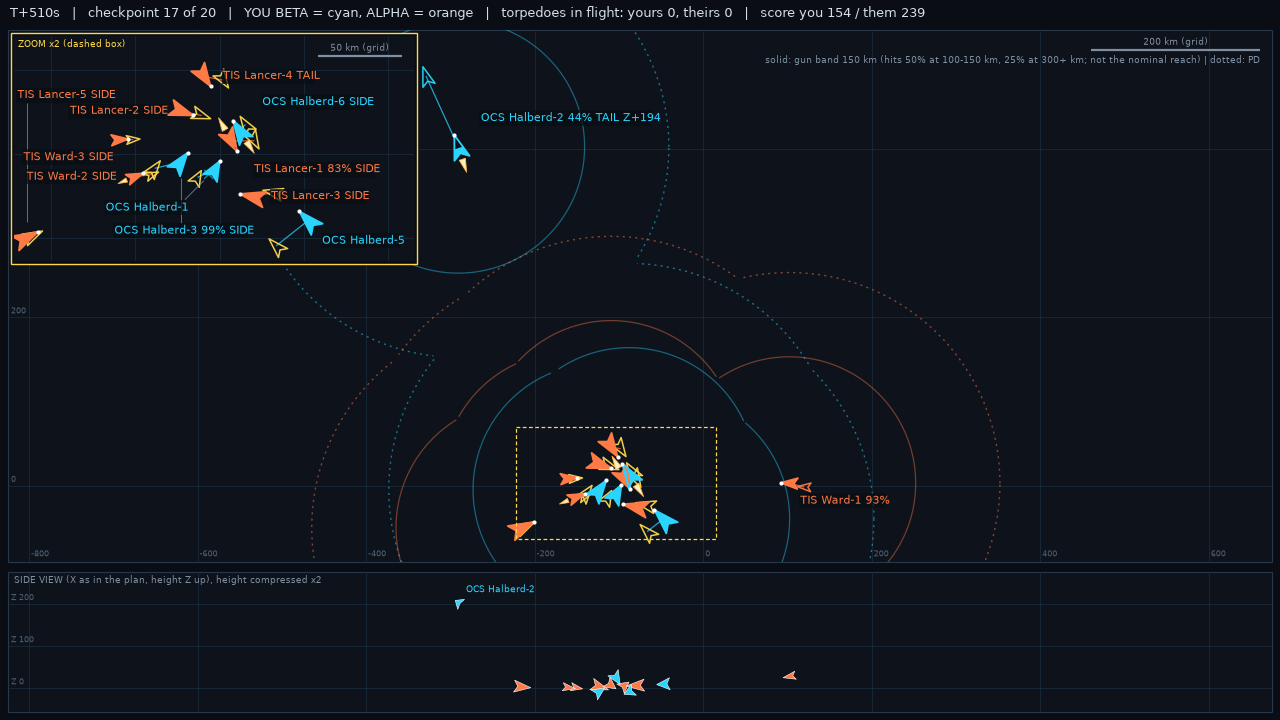 T+510s | checkpoint 17 of 20 | YOU BETA = cyan, ALPHA = orange | torpedoes in flight: yours 0, theirs 0 | score you 154 / them 239
ZOOM x2 (dashed box)
50 km (grid)
200 km (grid)
solid: gun band 150 km (hits 50% at 100-150 km, 25% at 300+ km; not the nominal reach) | dotted: PD
TIS Lancer-4 TAIL
TIS Lancer-5 SIDE
OCS Halberd-6 SIDE
TIS Lancer-2 SIDE
OCS Halberd-2 44% TAIL Z+194
TIS Ward-3 SIDE
TIS Lancer-1 83% SIDE
TIS Ward-2 SIDE
TIS Lancer-3 SIDE
OCS Halberd-1
OCS Halberd-3 99% SIDE
OCS Halberd-5
200
0
TIS Ward-1 93%
-800
-600
-400
-200
0
200
400
600
SIDE VIEW (X as in the plan, height Z up), height compressed x2
OCS Halberd-2
Z 200
Z 100
Z 0